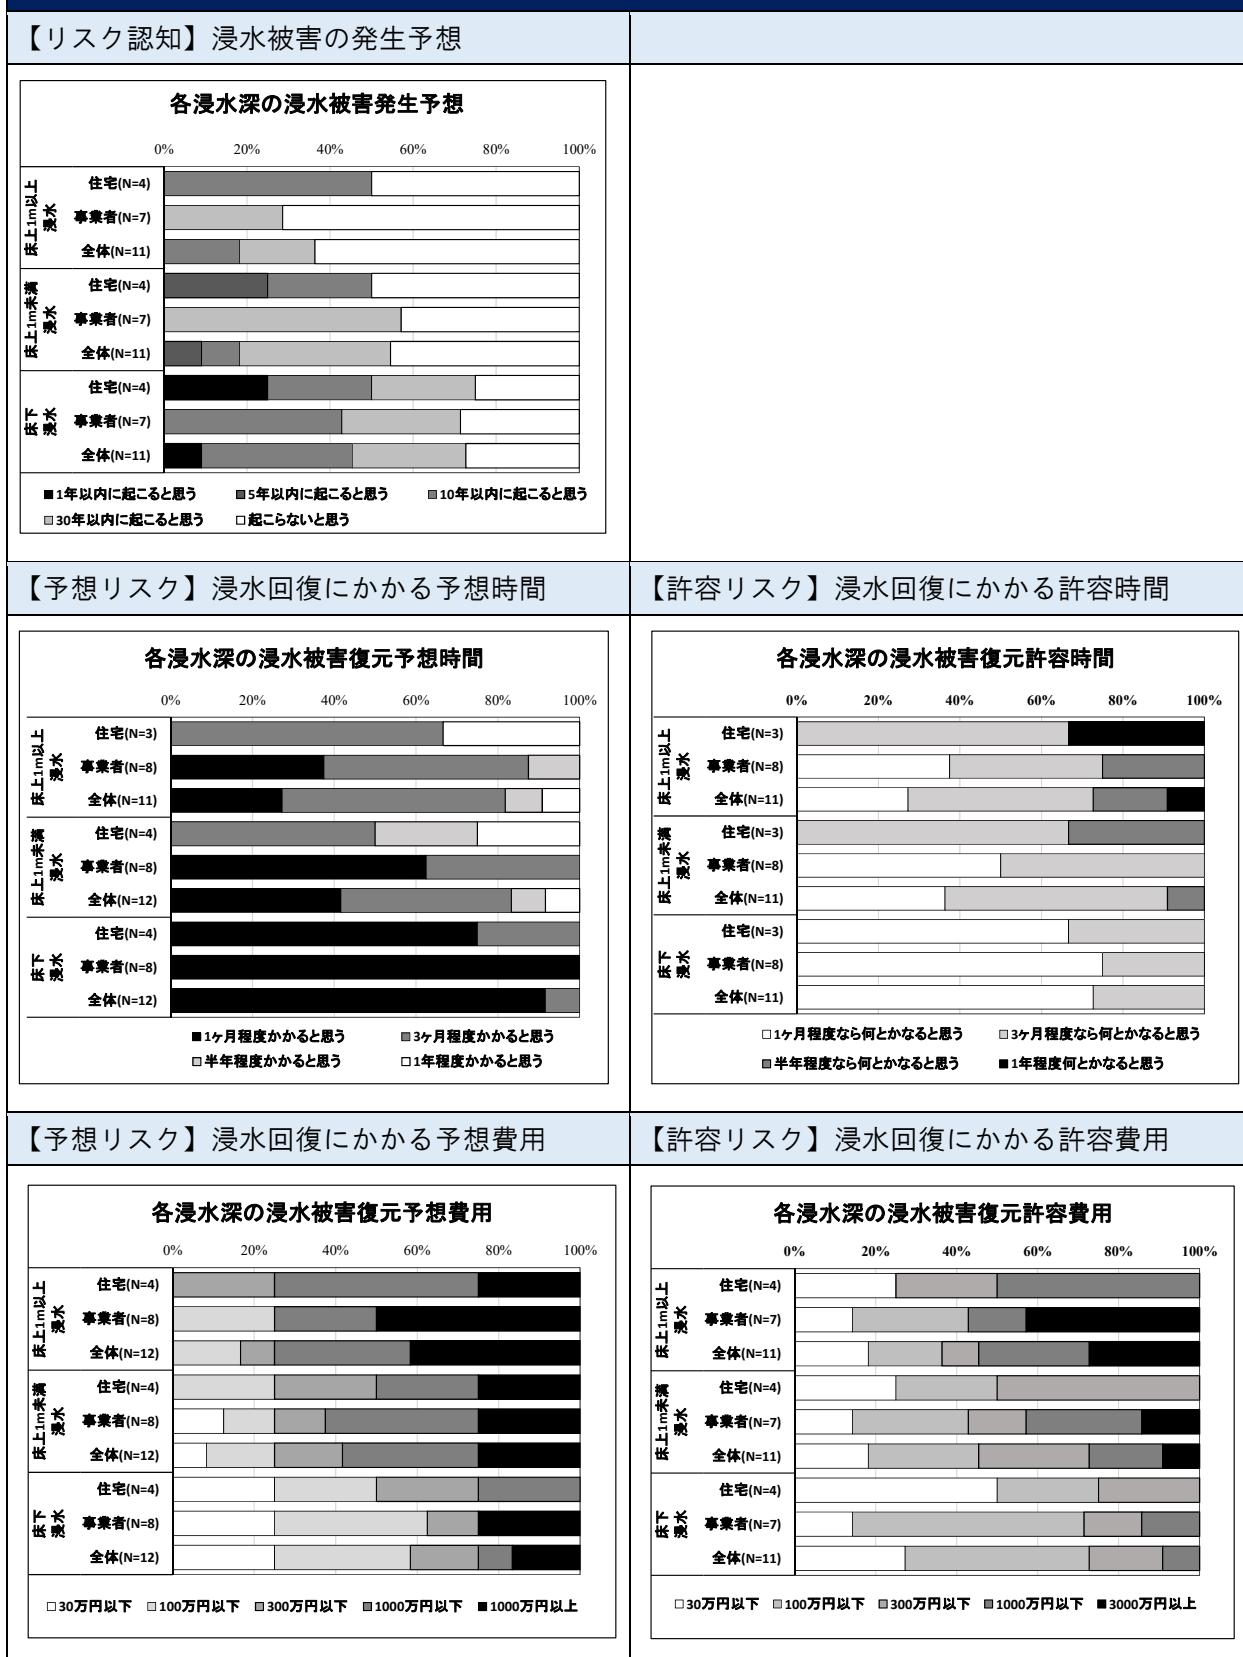 【リスク認知】浸水被害の発生予想
各浸水深の浸水被害発生予想
0% 20% 40% 60% 80% 100%
床上1m以上浸水
住宅(N=4)
事業者(N=7)
全体(N=11)
床上1m未満浸水
住宅(N=4)
事業者(N=7)
全体(N=11)
床下浸水
住宅(N=4)
事業者(N=7)
全体(N=11)
■1年以内に起こると思う ■5年以内に起こると思う ■10年以内に起こると思う
□30年以内に起こると思う □起こらないと思う
【予想リスク】浸水回復にかかる予想時間
各浸水深の浸水被害復元予想時間
0% 20% 40% 60% 80% 100%
床上1m以上浸水
住宅(N=3)
事業者(N=8)
全体(N=11)
床上1m未満浸水
住宅(N=4)
事業者(N=8)
全体(N=12)
床下浸水
住宅(N=4)
事業者(N=8)
全体(N=12)
■1ヶ月程度かかると思う ■3ヶ月程度かかると思う
□半年程度かかると思う □1年程度かかると思う
【許容リスク】浸水回復にかかる許容時間
各浸水深の浸水被害復元許容時間
0% 20% 40% 60% 80% 100%
床上1m以上浸水
住宅(N=3)
事業者(N=8)
全体(N=11)
床上1m未満浸水
住宅(N=3)
事業者(N=8)
全体(N=11)
床下浸水
住宅(N=3)
事業者(N=8)
全体(N=11)
□1ヶ月程度なら何とかなると思う □3ヶ月程度なら何とかなると思う
■半年程度なら何とかなると思う ■1年程度何とかなると思う
【予想リスク】浸水回復にかかる予想費用
各浸水深の浸水被害復元予想費用
0% 20% 40% 60% 80% 100%
床上1m以上浸水
住宅(N=4)
事業者(N=8)
全体(N=12)
床上1m未満浸水
住宅(N=4)
事業者(N=8)
全体(N=12)
床下浸水
住宅(N=4)
事業者(N=8)
全体(N=12)
□30万円以下 □100万円以下 ■300万円以下 ■1000万円以下 ■1000万円以上
【許容リスク】浸水回復にかかる許容費用
各浸水深の浸水被害復元許容費用
0% 20% 40% 60% 80% 100%
床上1m以上浸水
住宅(N=4)
事業者(N=7)
全体(N=11)
床上1m未満浸水
住宅(N=4)
事業者(N=7)
全体(N=11)
床下浸水
住宅(N=4)
事業者(N=7)
全体(N=11)
□30万円以下 ■100万円以下 ■300万円以下 ■1000万円以下 ■3000万円以上